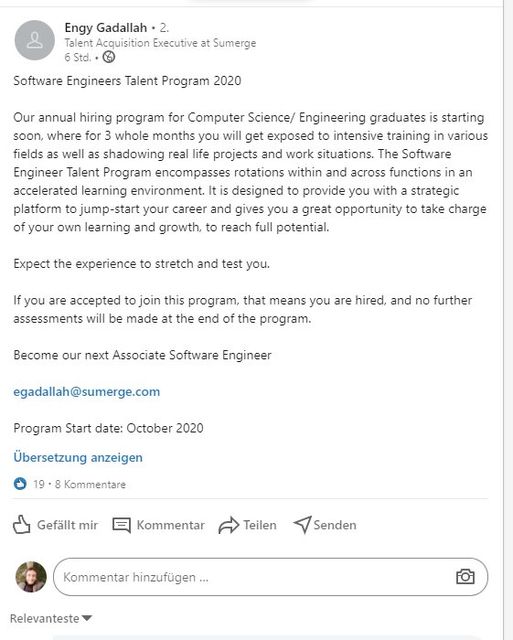 Engy Gadallah • 2.
Talent Acquisition Executive at Sumerge
6 Std. •
Software Engineers Talent Program 2020
Our annual hiring program for Computer Science/ Engineering graduates is starting
soon, where for 3 whole months you will get exposed to intensive training in various
fields as well as shadowing real life projects and work situations. The Software
Engineer Talent Program encompasses rotations within and across functions in an
accelerated learning environment. It is designed to provide you with a strategic
platform to jump-start your career and gives you a great opportunity to take charge
of your own learning and growth, to reach full potential.
Expect the experience to stretch and test you.
If you are accepted to join this program, that means you are hired, and no further
assessments will be made at the end of the program.
Become our next Associate Software Engineer
egadallah@sumerge.com
Program Start date: October 2020
Übersetzung anzeigen
19 • 8 Kommentare
Gefällt mir Kommentar Teilen Senden
Kommentar hinzufügen ...
Relevanteste